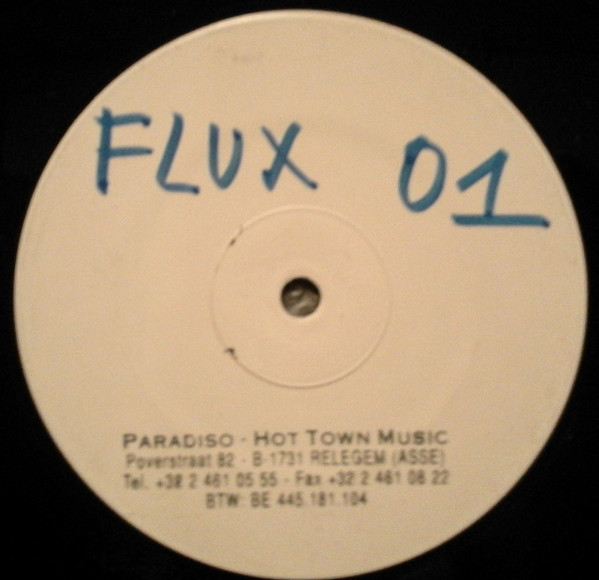 FLUX 01
PARADISO - HOT TOWN MUSIC
Poverstraat 82 - B-1731 RELEGEM (ASSE)
Tel. +32 2 461 05 55 - Fax +32 2 461 08 22
BTW: BE 445.181.104